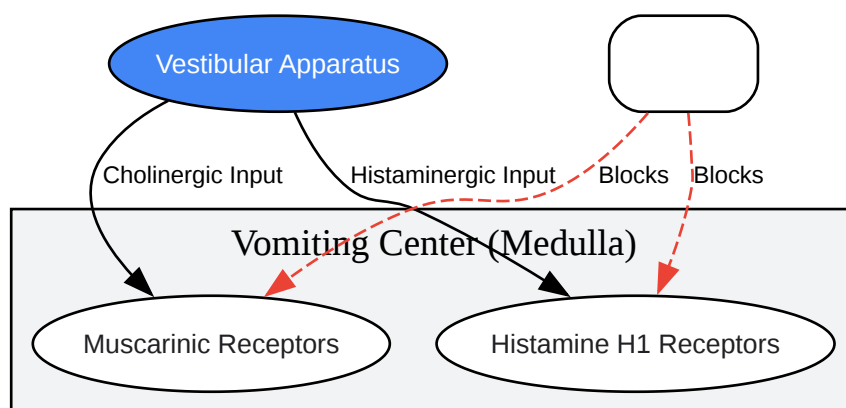 Vestibular Apparatus
Cholinergic Input
Histaminergic Input
Blocks
Blocks
Vomiting Center (Medulla)
Muscarinic Receptors
Histamine H1 Receptors